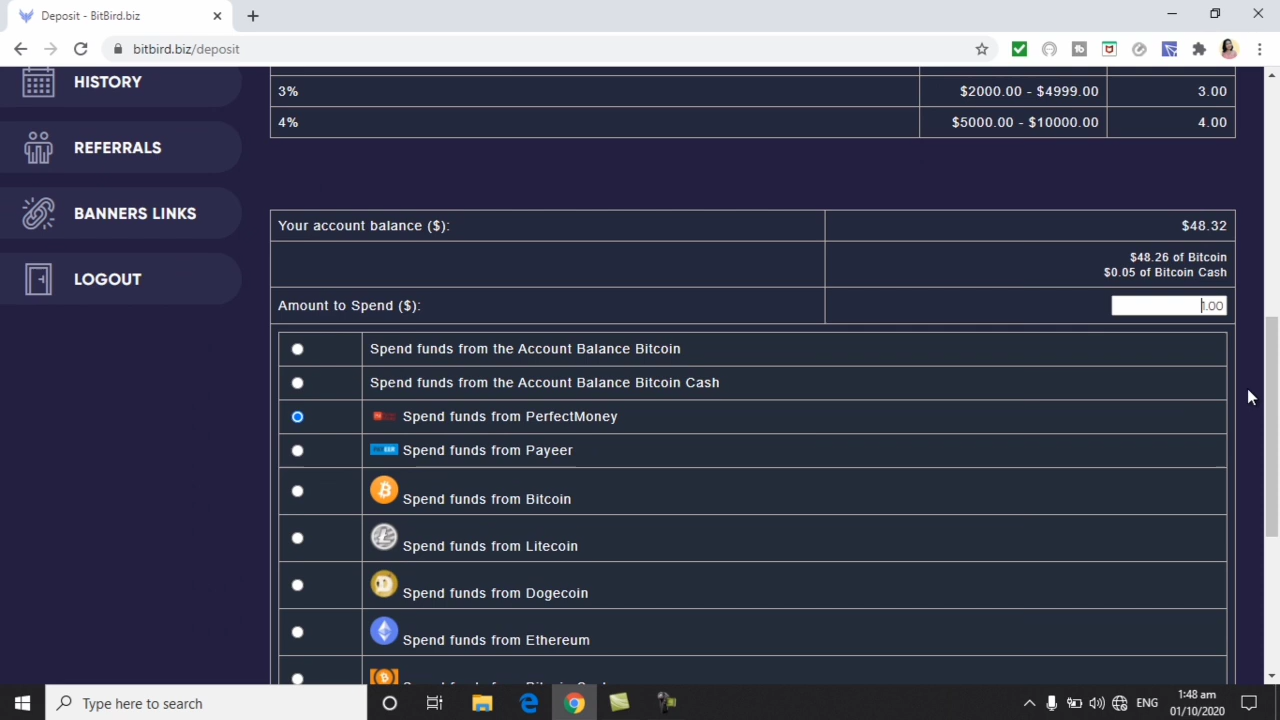 Deposit - BitBird.biz
bitbird.biz/deposit
HISTORY
REFERRALS
BANNERS LINKS
LOGOUT
3% $2000.00 - $4999.00 3.00
4% $5000.00 - $10000.00 4.00
Your account balance ($): $48.32
$48.26 of Bitcoin
$0.05 of Bitcoin Cash
Amount to Spend ($): 1.00
Spend funds from the Account Balance Bitcoin
Spend funds from the Account Balance Bitcoin Cash
Spend funds from PerfectMoney
Spend funds from Payeer
Spend funds from Bitcoin
Spend funds from Litecoin
Spend funds from Dogecoin
Spend funds from Ethereum
Type here to search
ENG
1:48 am
01/10/2020